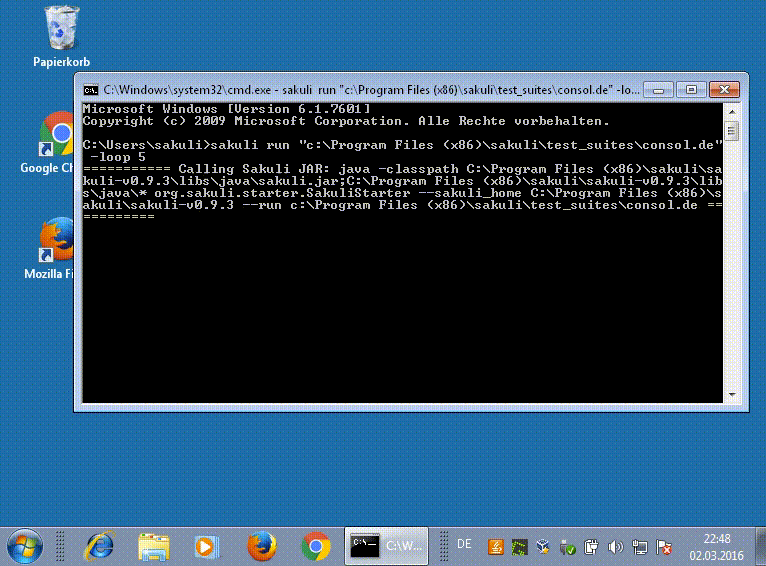 Papierkorb
C:\Windows\system32\cmd.exe - sakuli run "c:\Program Files (x86)\sakuli\test_suites\consol.de" -lo...
Microsoft Windows [Version 6.1.7601]
Copyright (c) 2009 Microsoft Corporation. Alle Rechte vorbehalten.
C:\Users\sakuli>sakuli run "c:\Program Files (x86)\sakuli\test_suites\consol.de"
-loop 5
=========== Calling Sakuli JAR: java -classpath C:\Program Files (x86)\sakuli\sa
kuli-v0.9.3\libs\java\sakuli.jar;C:\Program Files (x86)\sakuli\sakuli-v0.9.3\lib
s\java\* org.sakuli.starter.SakuliStarter --sakuli_home C:\Program Files (x86)\s
akuli\sakuli-v0.9.3 --run c:\Program Files (x86)\sakuli\test_suites\consol.de ==
=========
Google Ch
Mozilla Fi
C:\W...
DE
22:48
02.03.2016